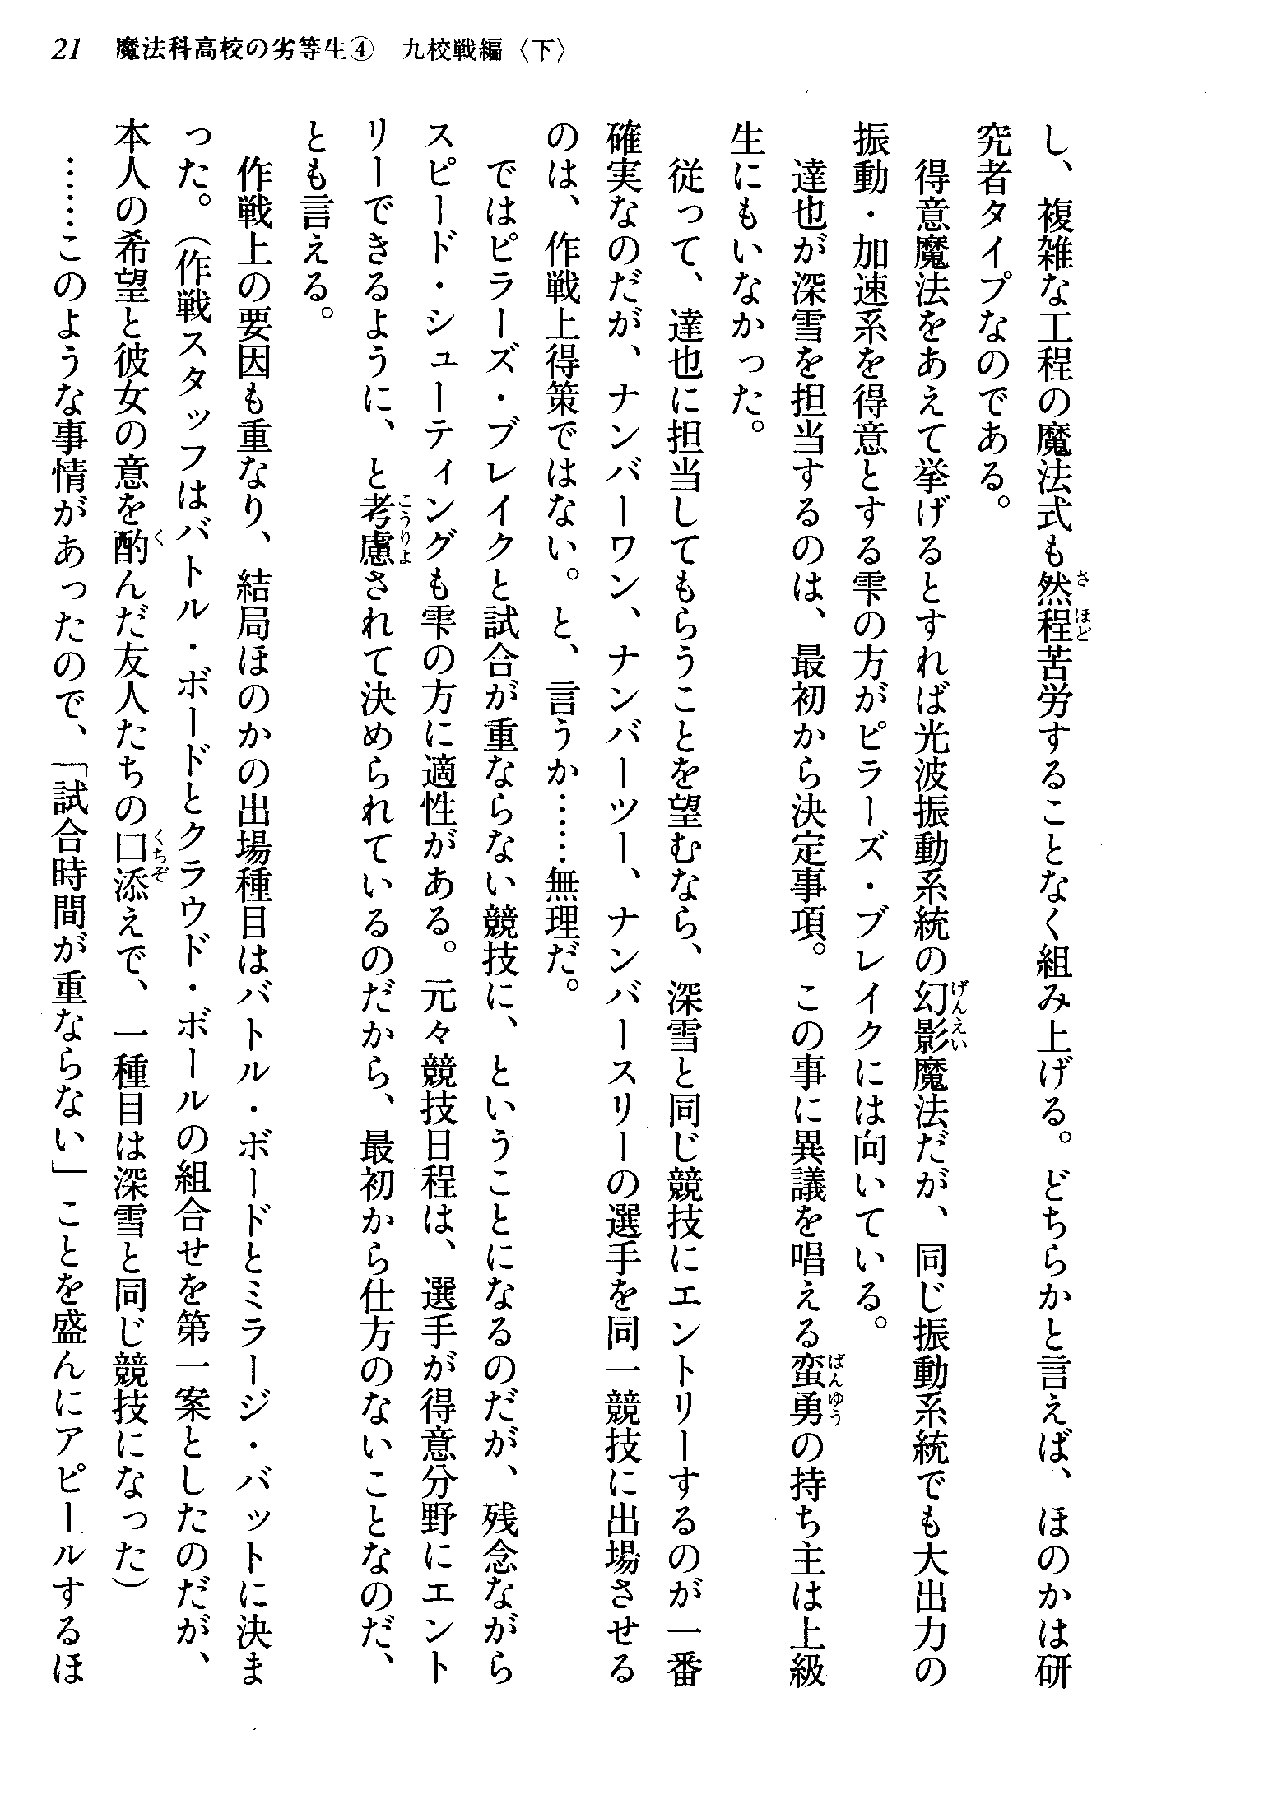 21　魔法科高校の劣等生④　九校戦編〈下〉
し、複雑な工程の魔法式も然程苦労することなく組み上げる。どちらかと言えば、ほのかは研
究者タイプなのである。
　得意魔法をあえて挙げるとすれば光波振動系統の幻影魔法だが、同じ振動系統でも大出力の
振動・加速系を得意とする雫の方がピラーズ・ブレイクには向いている。
　達也が深雪を担当するのは、最初から決定事項。この事に異議を唱える蛮勇の持ち主は上級
生にもいなかった。
　従って、達也に担当してもらうことを望むなら、深雪と同じ競技にエントリーするのが一番
確実なのだが、ナンバーワン、ナンバーツー、ナンバースリーの選手を同一競技に出場させる
のは、作戦上得策ではない。と、言うか……無理だ。
　ではピラーズ・ブレイクと試合が重ならない競技に、ということになるのだが、残念ながら
スピード・シューティングも雫の方に適性がある。元々競技日程は、選手が得意分野にエント
リーできるように、と考慮されて決められているのだから、最初から仕方のないことなのだ、
とも言える。
　作戦上の要因も重なり、結局ほのかの出場種目はバトル・ボードとミラージ・バットに決ま
った。（作戦スタッフはバトル・ボードとクラウド・ボールの組合せを第一案としたのだが、
本人の希望と彼女の意を酌んだ友人たちの口添えで、一種目は深雪と同じ競技になった）
　……このような事情があったので、「試合時間が重ならない」ことを盛んにアピールするほ